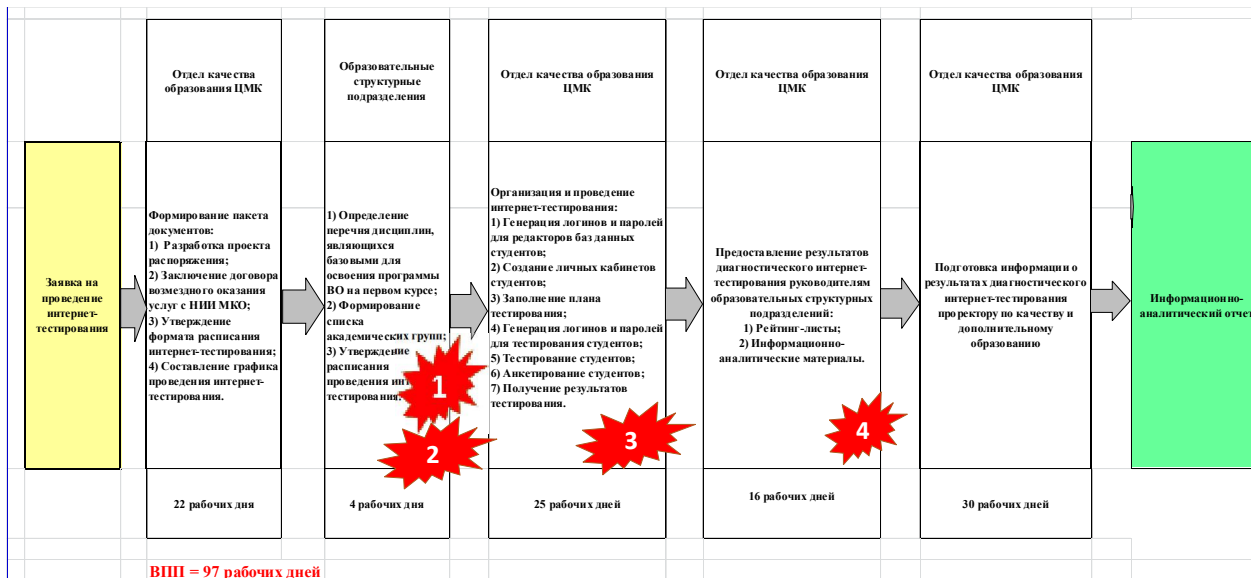 Отдел качества
образования ЦМК
Образовательные
структурные
подразделения
Отдел качества образования
ЦМК
Отдел качества образования
ЦМК
Отдел качества образования
ЦМК
Заявка на
проведение
интернет-
тестирования
Формирование пакета
документов:
1) Разработка проекта
распоряжения;
2) Заключение договора
возмездного оказания
услуг с НИИ МКО;
3) Утверждение
формата расписания
интернет-тестирования;
4) Составление графика
проведения интернет-
тестирования.
1) Определение
перечня дисциплин,
являющихся
базовыми для
освоения программы
ВО на первом курсе;
2) Формирование
списка
академических групп;
3) Утверждение
расписания
проведения
тестирования.
1
2
Организация и проведение
интернет-тестирования:
1) Генерация логинов и паролей
для редакторов баз данных
студентов;
2) Создание личных кабинетов
студентов;
3) Заполнение плана
тестирования;
4) Генерация логинов и паролей
для тестирования студентов;
5) Тестирование студентов;
6) Анкетирование студентов;
7) Получение результатов
тестирования.
3
Предоставление результатов
диагностического интернет-
тестирования руководителям
образовательных структурных
подразделений:
1) Рейтинг-листы;
2) Информационно-
аналитические материалы.
4
Подготовка информации о
результатах диагностического
интернет-тестирования
проректору по качеству и
дополнительному
образованию
Информационно-
аналитический отчет
22 рабочих дня
4 рабочих дня
25 рабочих дней
16 рабочих дней
30 рабочих дней
ВПП = 97 рабочих дней